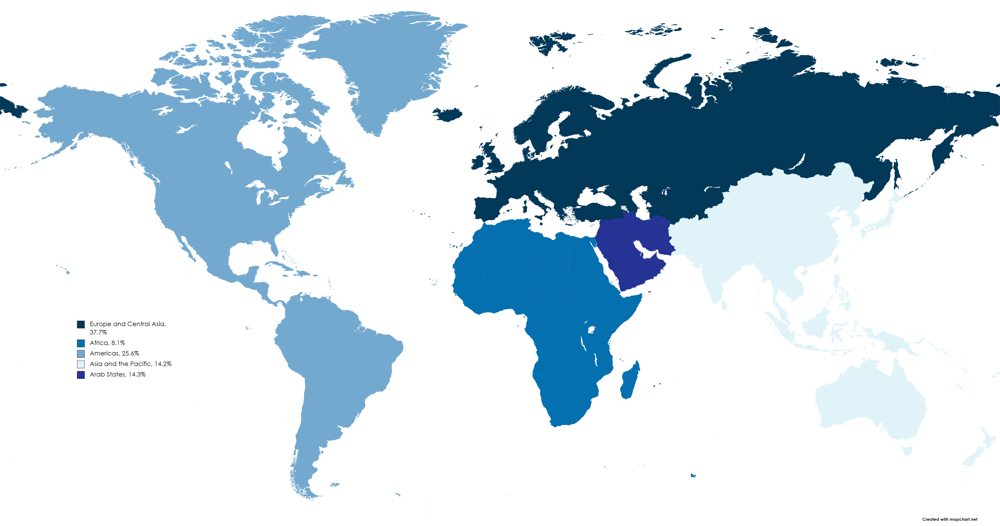 Europe and Central Asia,
37.7%
Africa, 8.1%
Americas, 25.6%
Asia and the Pacific, 14.2%
Arab States, 14.3%
Created with mapchart.net